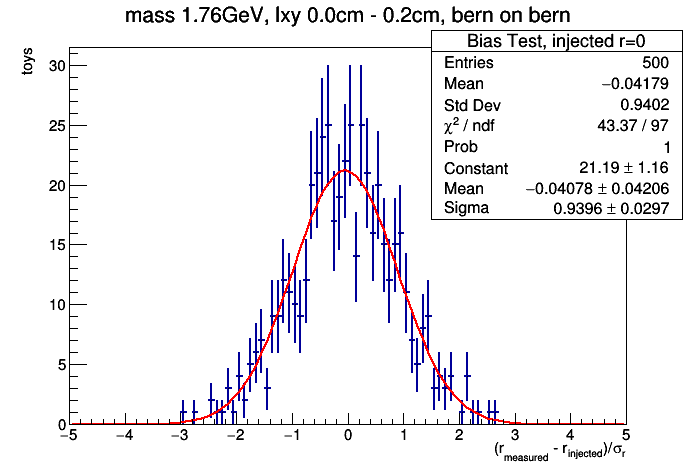 mass 1.76GeV, lxy 0.0cm - 0.2cm, bern on bern
toys
Bias Test, injected r=0
Entries 500
Mean −0.04179
Std Dev 0.9402
χ² / ndf 43.37 / 97
Prob 1
Constant 21.19 ± 1.16
Mean −0.04078 ± 0.04206
Sigma 0.9396 ± 0.0297
30
25
20
15
10
5
0
−5 −4 −3 −2 −1 0 1 2 3 4 5
(r_measured - r_injected)/σ_r